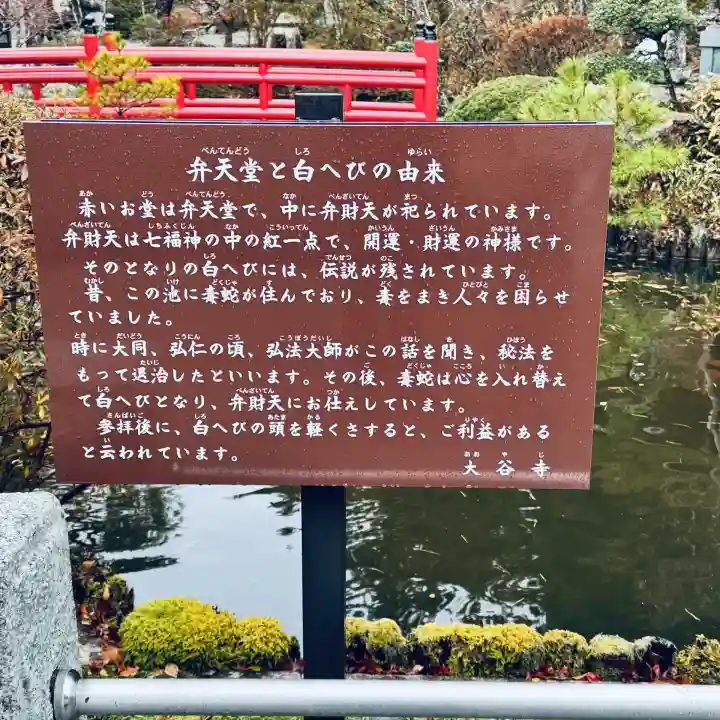 弁天堂と白へびの由来
赤いお堂は弁天堂で、中に弁財天が祀られています。
弁財天は七福神の中の紅一点で、開運・財運の神様です。
そのとなりの白へびには、伝説が残されています。
昔、この池に毒蛇が住んでおり、毒をまき人々を困らせ
ていました。
時に大同、弘仁の頃、弘法大師がこの話を聞き、秘法を
もって退治したといいます。その後、毒蛇は心を入れ替え
て白へびとなり、弁財天にお仕えしています。
参拝後に、白へびの頭を軽くさすると、ご利益がある
と云われています。
大谷寺